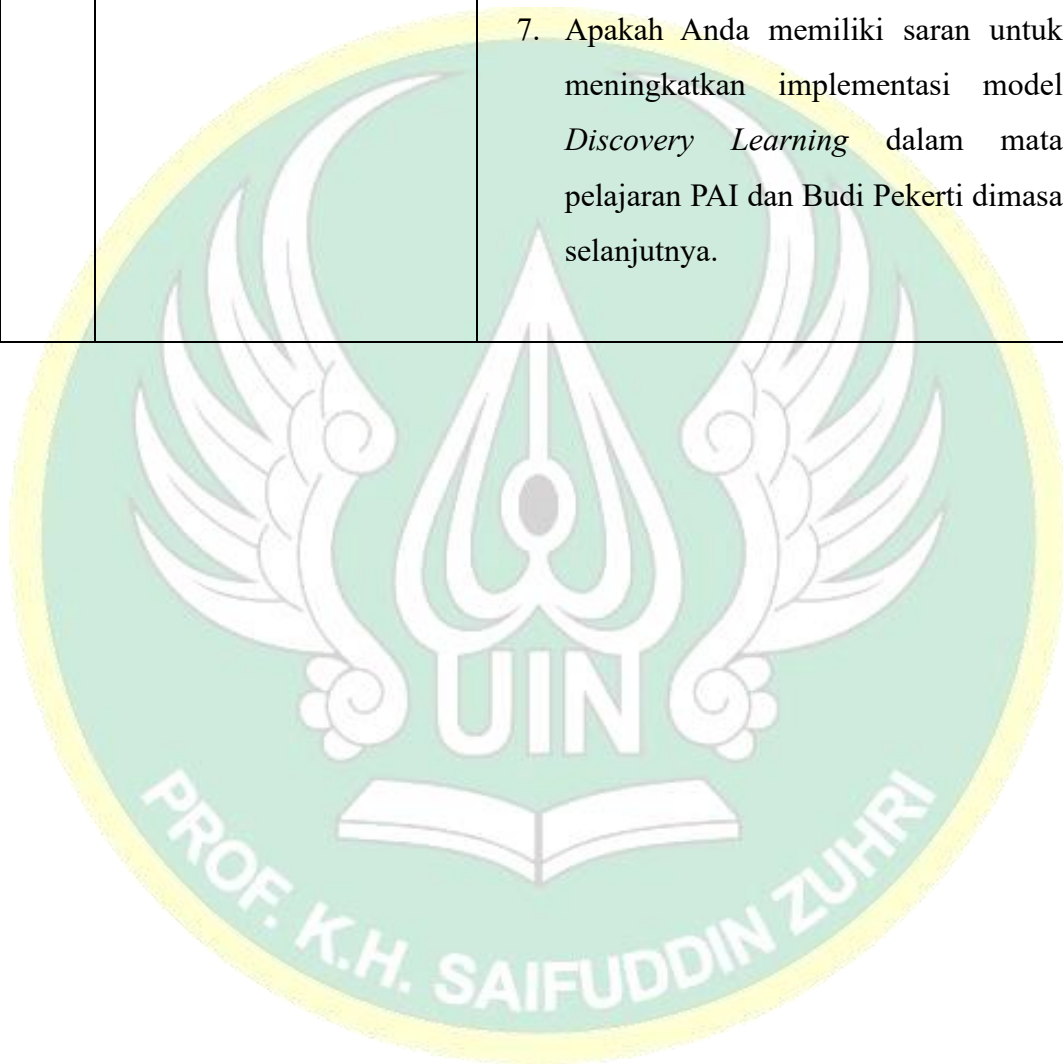 7. Apakah Anda memiliki saran untuk
meningkatkan implementasi model
Discovery Learning dalam mata
pelajaran PAI dan Budi Pekerti dimasa
selanjutnya.
UIN
PROF. K.H. SAIFUDDIN ZUHRI